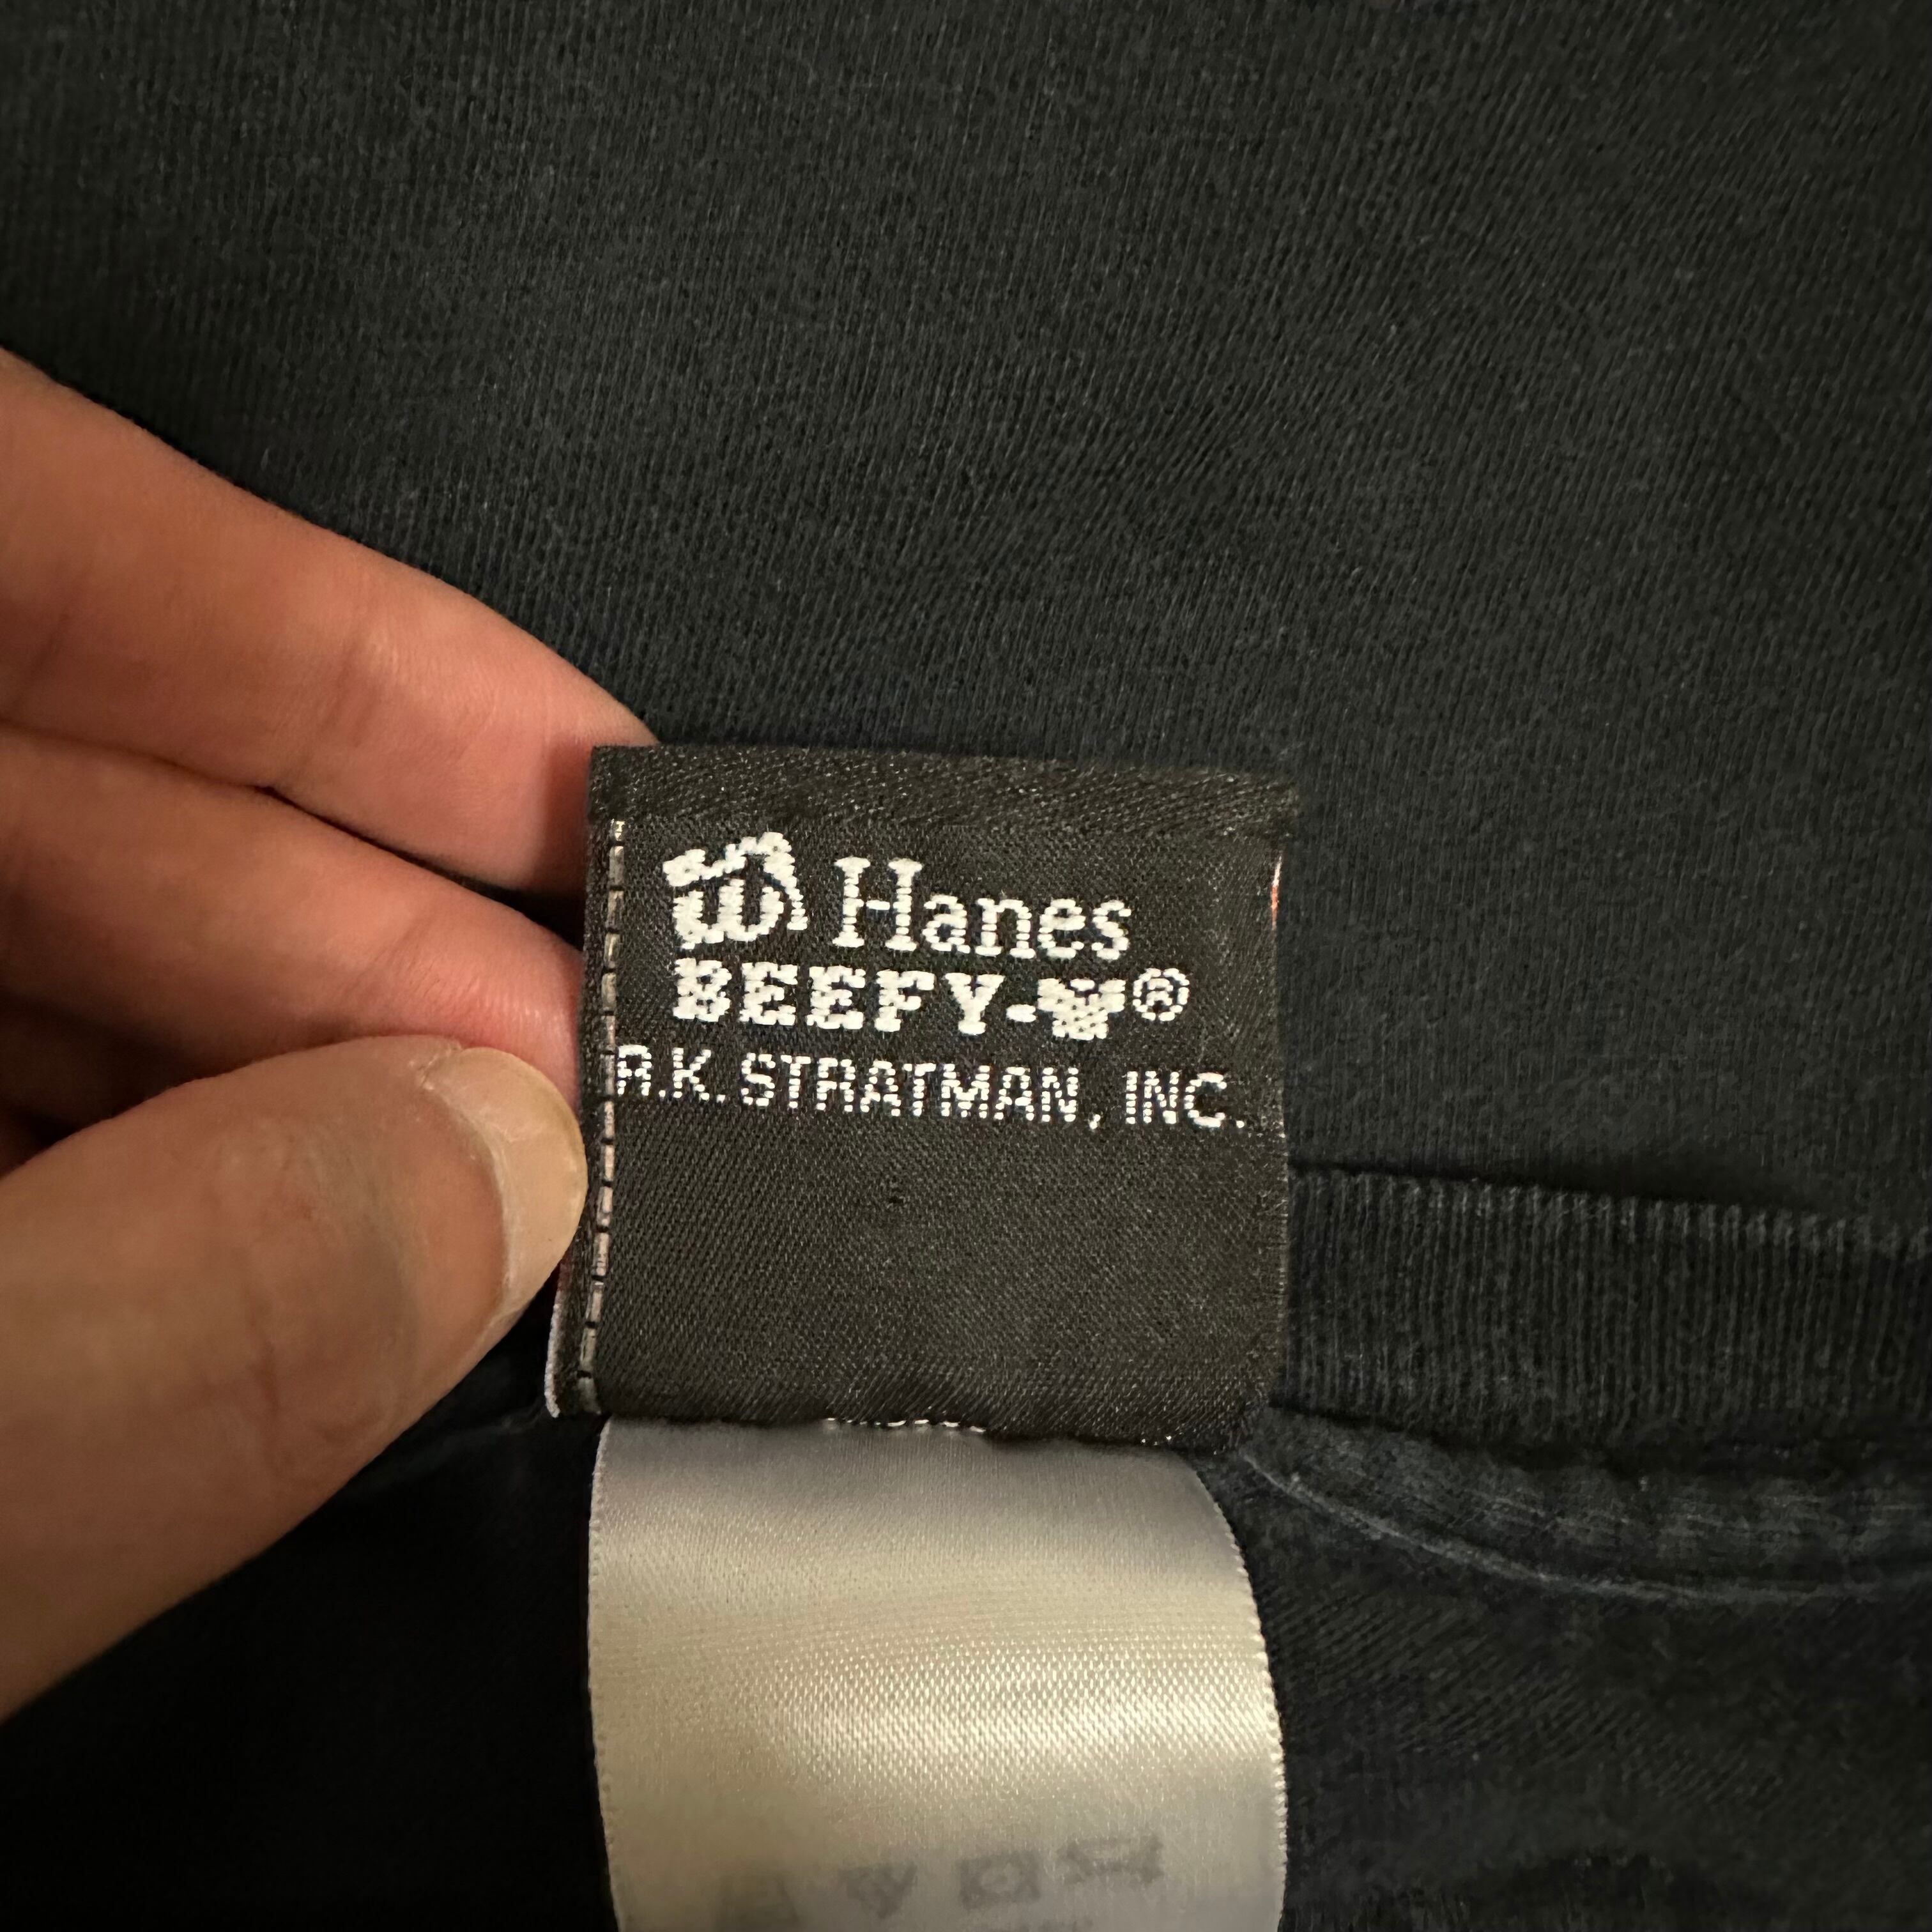 Hanes
BEEFY-T®
R.K. STRATMAN, INC.